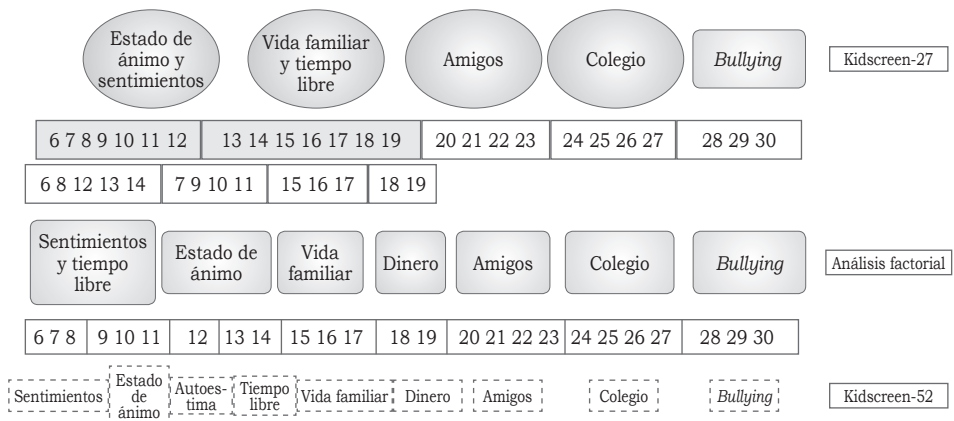 Estado de
ánimo y
sentimientos
Vida familiar
y tiempo
libre
Amigos
Colegio
Bullying
Kidscreen-27
6 7 8 9 10 11 12
13 14 15 16 17 18 19
20 21 22 23
24 25 26 27
28 29 30
6 8 12 13 14
7 9 10 11
15 16 17
18 19
Sentimientos
y tiempo
libre
Estado de
ánimo
Vida
familiar
Dinero
Amigos
Colegio
Bullying
Análisis factorial
6 7 8
9 10 11
12
13 14
15 16 17
18 19
20 21 22 23
24 25 26 27
28 29 30
Sentimientos
Estado
de
ánimo
Autoes-
tima
Tiempo
libre
Vida familiar
Dinero
Amigos
Colegio
Bullying
Kidscreen-52